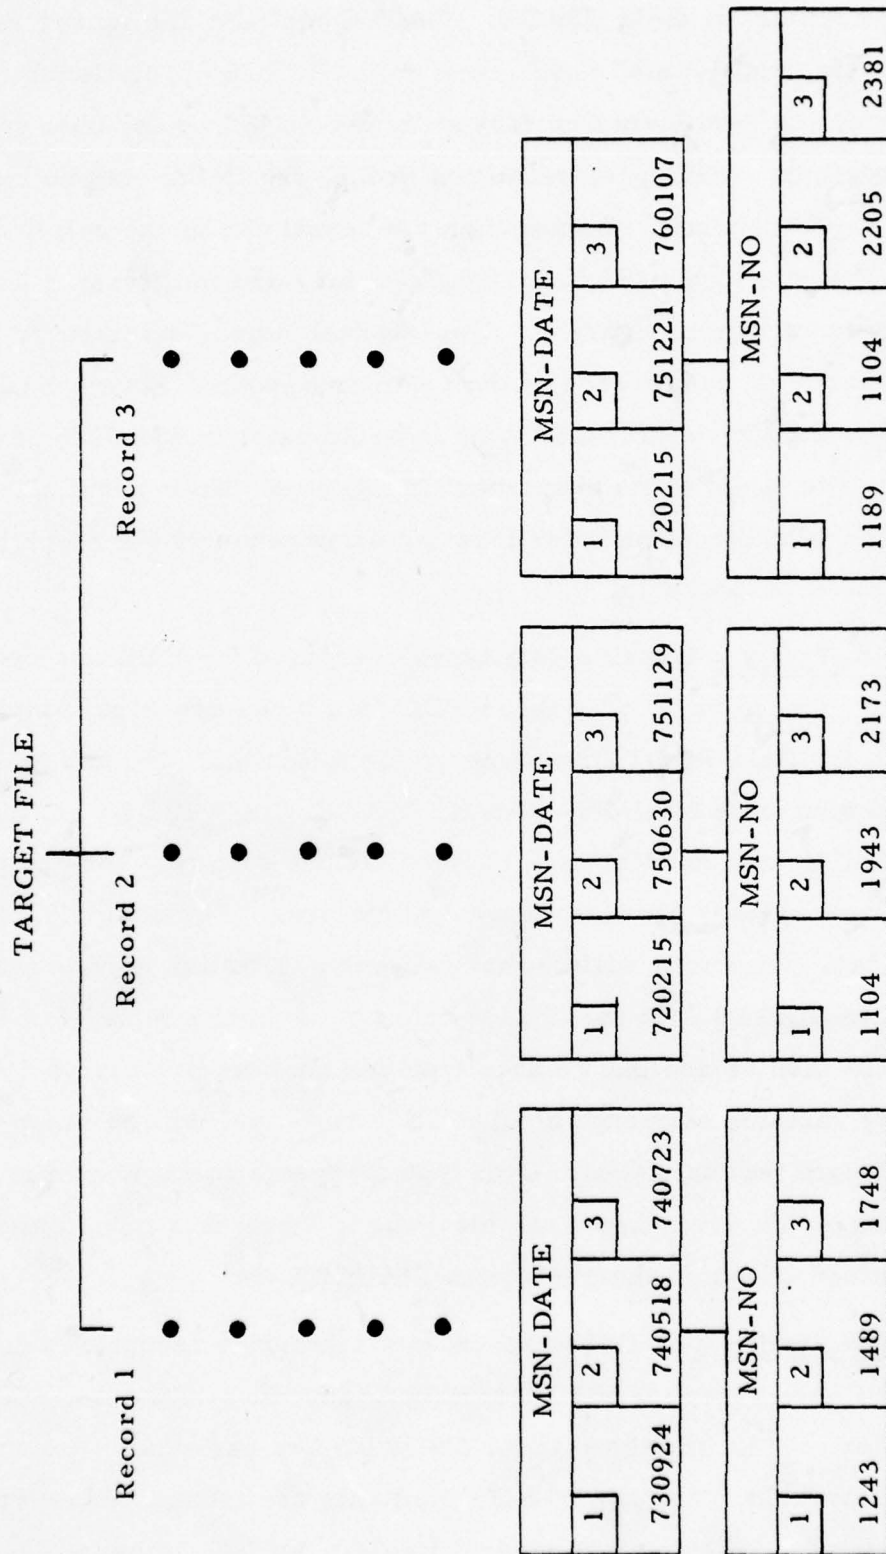 TARGET FILE
Record 1 Record 2 Record 3
MSN-DATE MSN-DATE MSN-DATE
1 2 3 1 2 3 2 3
730924 740518 740723 720215 750630 751129 720215 751221 760107
MSN-NO MSN-NO MSN-NO
1 2 3 1 2 3 1 2 2 3
1243 1489 1748 1104 1943 2173 1189 1104 2205 2381